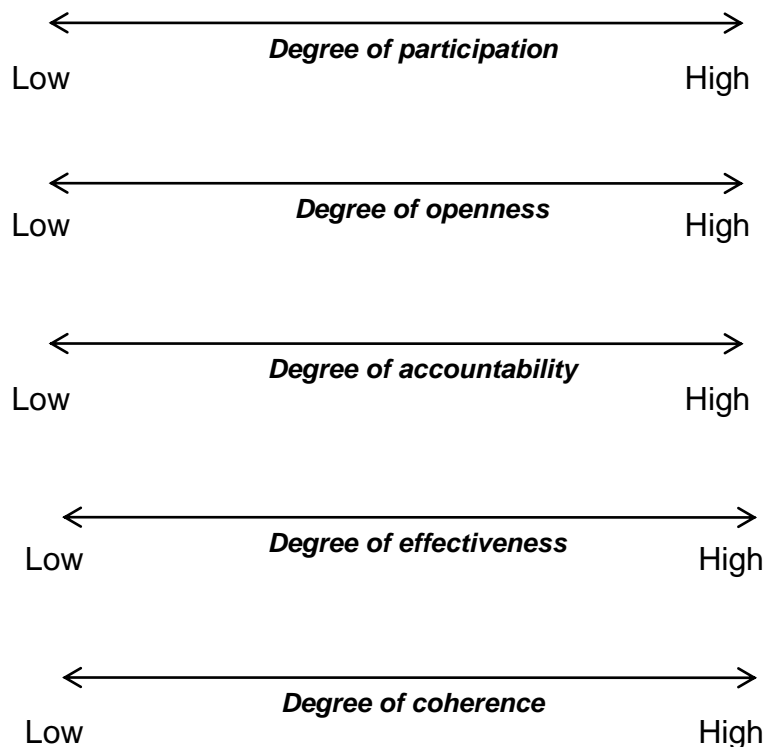 Degree of participation
Low High
Degree of openness
Low High
Degree of accountability
Low High
Degree of effectiveness
Low High
Degree of coherence
Low High